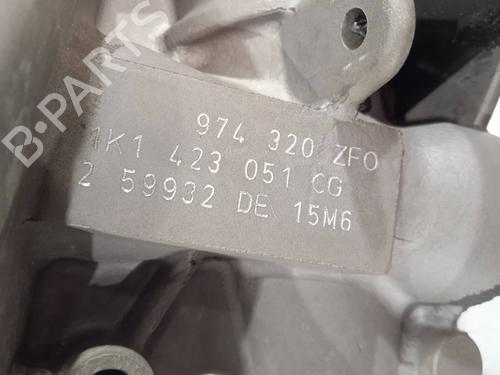 B-PARTS
974 320 ZFO
1K1 423 051 CG
2 59932 DE 15M6